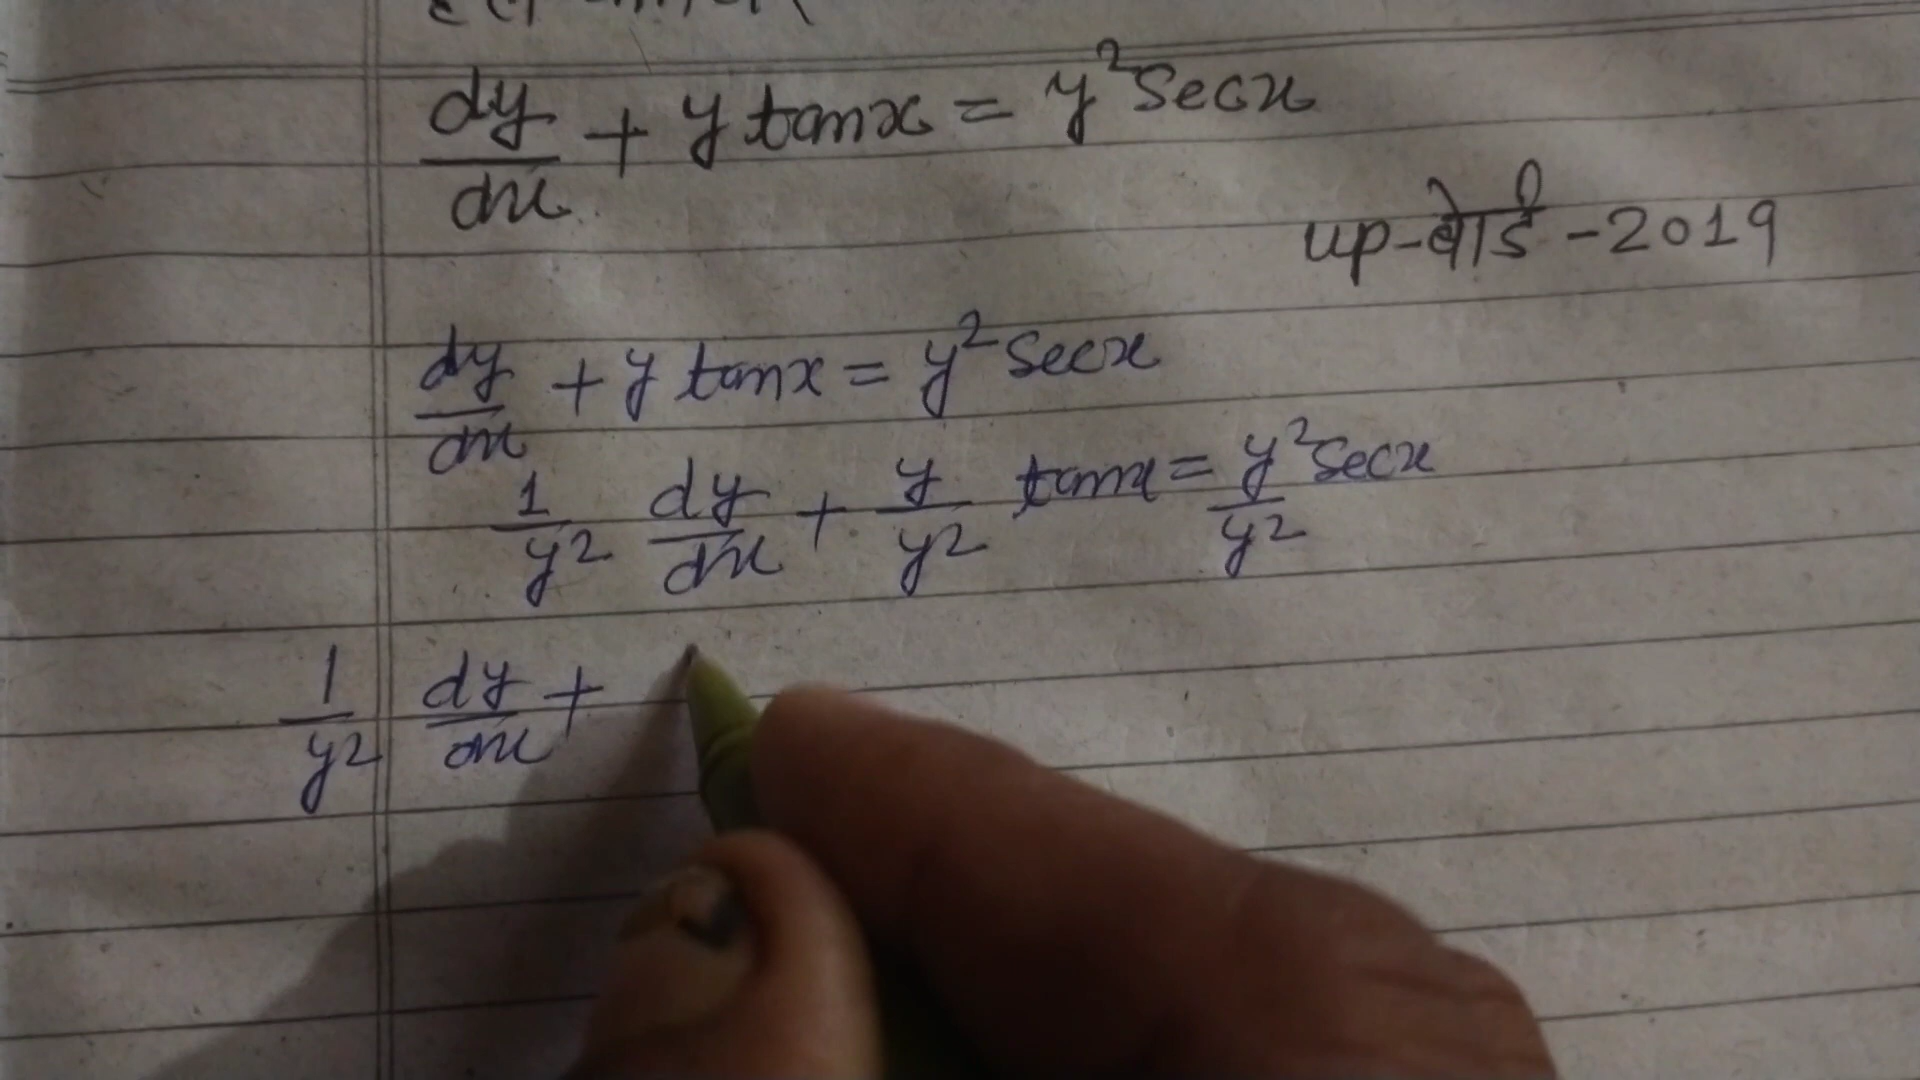 dy/dx + y tanx = y² Secx
up-बोर्ड - 2019
dy/dx + y tanx = y² Secx
1/y² dy/dx + y/y² tanx = y²/y² Secx
1/y² dy/dx +